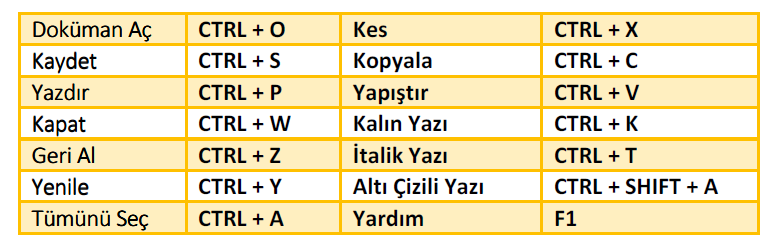 Doküman Aç CTRL + O Kes CTRL + X
Kaydet CTRL + S Kopyala CTRL + C
Yazdır CTRL + P Yapıştır CTRL + V
Kapat CTRL + W Kalın Yazı CTRL + K
Geri Al CTRL + Z İtalik Yazı CTRL + T
Yenile CTRL + Y Altı Çizili Yazı CTRL + SHIFT + A
Tümünü Seç CTRL + A Yardım F1